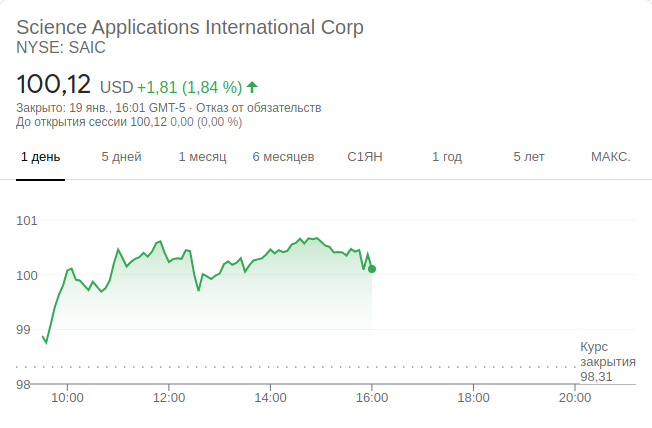 Science Applications International Corp
NYSE: SAIC
100,12 USD +1,81 (1,84 %)
Закрыто: 19 янв., 16:01 GMT-5 · Отказ от обязательств
До открытия сессии 100,12 0,00 (0,00 %)
1 день 5 дней 1 месяц 6 месяцев С1ЯН 1 год 5 лет МАКС.
101
100
99
Курс
закрытия
98,31
98
10:00 12:00 14:00 16:00 18:00 20:00